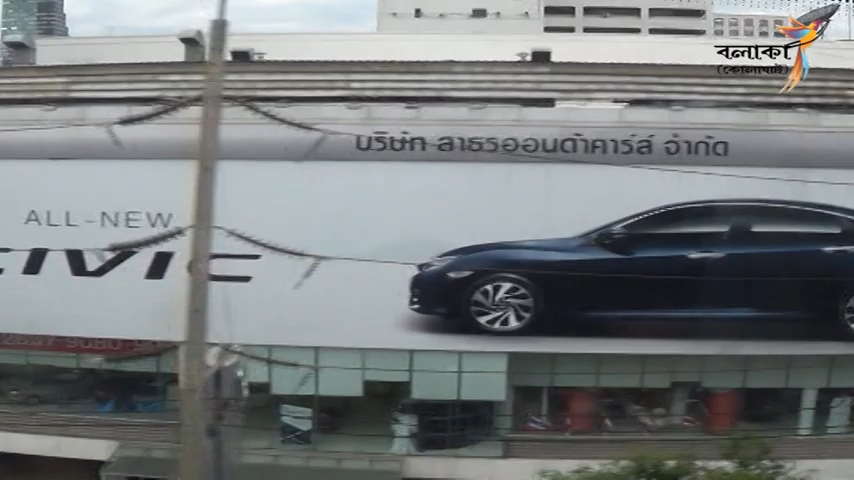 বলাকা
(কোলাঘাট)
บริษัท สาธรออนด้าคาร์ส์ จำกัด
ALL-NEW
CIVIC